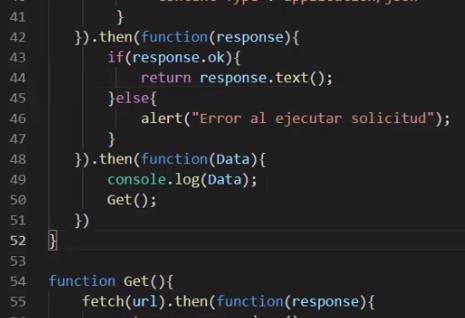 41 }
42 }).then(function(response){
43 if(response.ok){
44 return response.text();
45 }else{
46 alert("Error al ejecutar solicitud");
47 }
48 }).then(function(Data){
49 console.log(Data);
50 Get();
51 })
52 }
53
54 function Get(){
55 fetch(url).then(function(response){